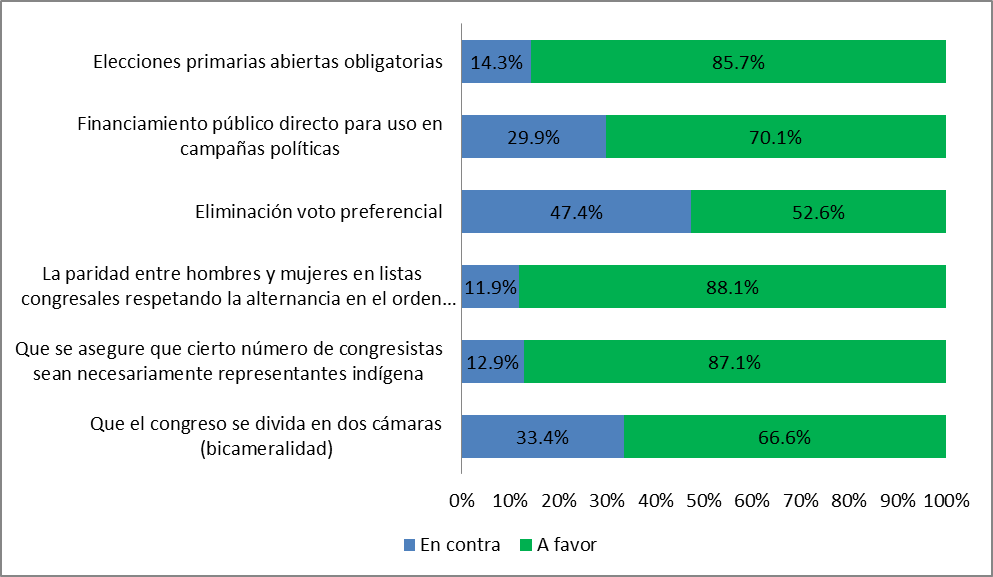 Elecciones primarias abiertas obligatorias
14.3%
85.7%
Financiamiento público directo para uso en
campañas políticas
29.9%
70.1%
Eliminación voto preferencial
47.4%
52.6%
La paridad entre hombres y mujeres en listas
congresales respetando la alternancia en el orden...
11.9%
88.1%
Que se asegure que cierto número de congresistas
sean necesariamente representantes indígena
12.9%
87.1%
Que el congreso se divida en dos cámaras
(bicameralidad)
33.4%
66.6%
0% 10% 20% 30% 40% 50% 60% 70% 80% 90% 100%
En contra A favor